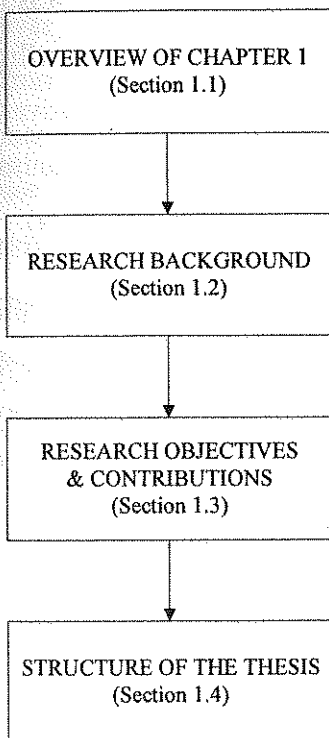 OVERVIEW OF CHAPTER 1
(Section 1.1)
RESEARCH BACKGROUND
(Section 1.2)
RESEARCH OBJECTIVES
& CONTRIBUTIONS
(Section 1.3)
STRUCTURE OF THE THESIS
(Section 1.4)